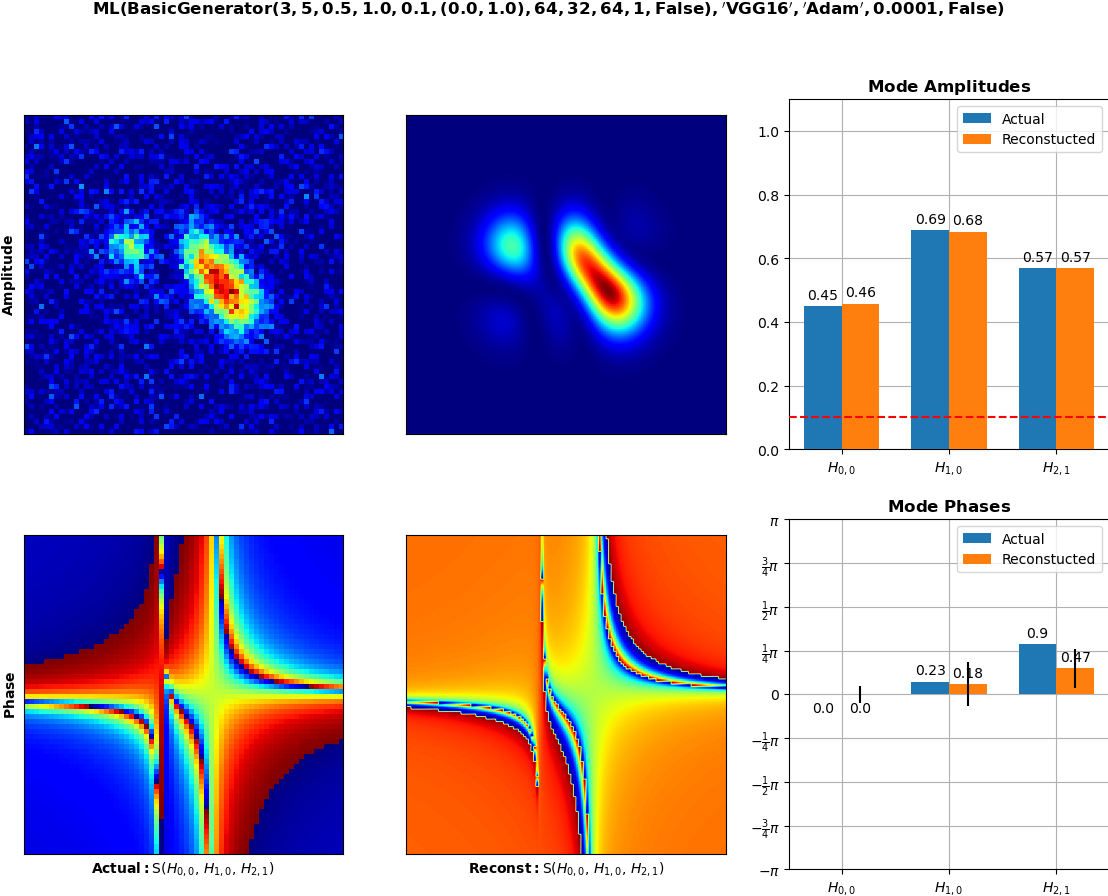 ML(BasicGenerator(3, 5, 0.5, 1.0, 0.1, (0.0, 1.0), 64, 32, 64, 1, False), ′VGG16′, ′Adam′, 0.0001, False)
Amplitude
Mode Amplitudes
Actual
Reconstucted
1.0
0.8
0.6
0.4
0.2
0.0
0.45
0.46
0.69
0.68
0.57
0.57
H₀,₀
H₁,₀
H₂,₁
Phase
Actual: S(H₀,₀, H₁,₀, H₂,₁)
Reconst: S(H₀,₀, H₁,₀, H₂,₁)
Mode Phases
Actual
Reconstucted
π
3/4π
1/2π
1/4π
0
−1/4π
−1/2π
−3/4π
−π
0.0
0.0
0.23
0.18
0.9
0.47
H₀,₀
H₁,₀
H₂,₁